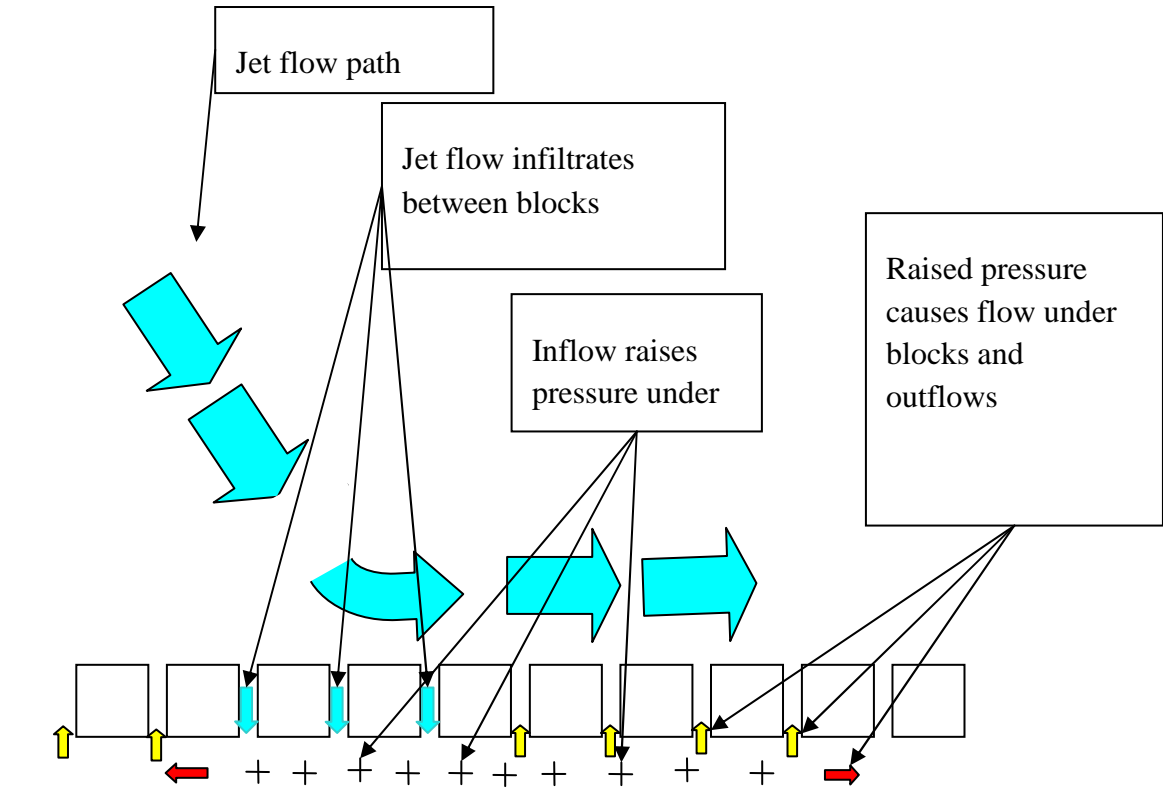 Jet flow path
Jet flow infiltrates
between blocks
Inflow raises
pressure under
Raised pressure
causes flow under
blocks and
outflows